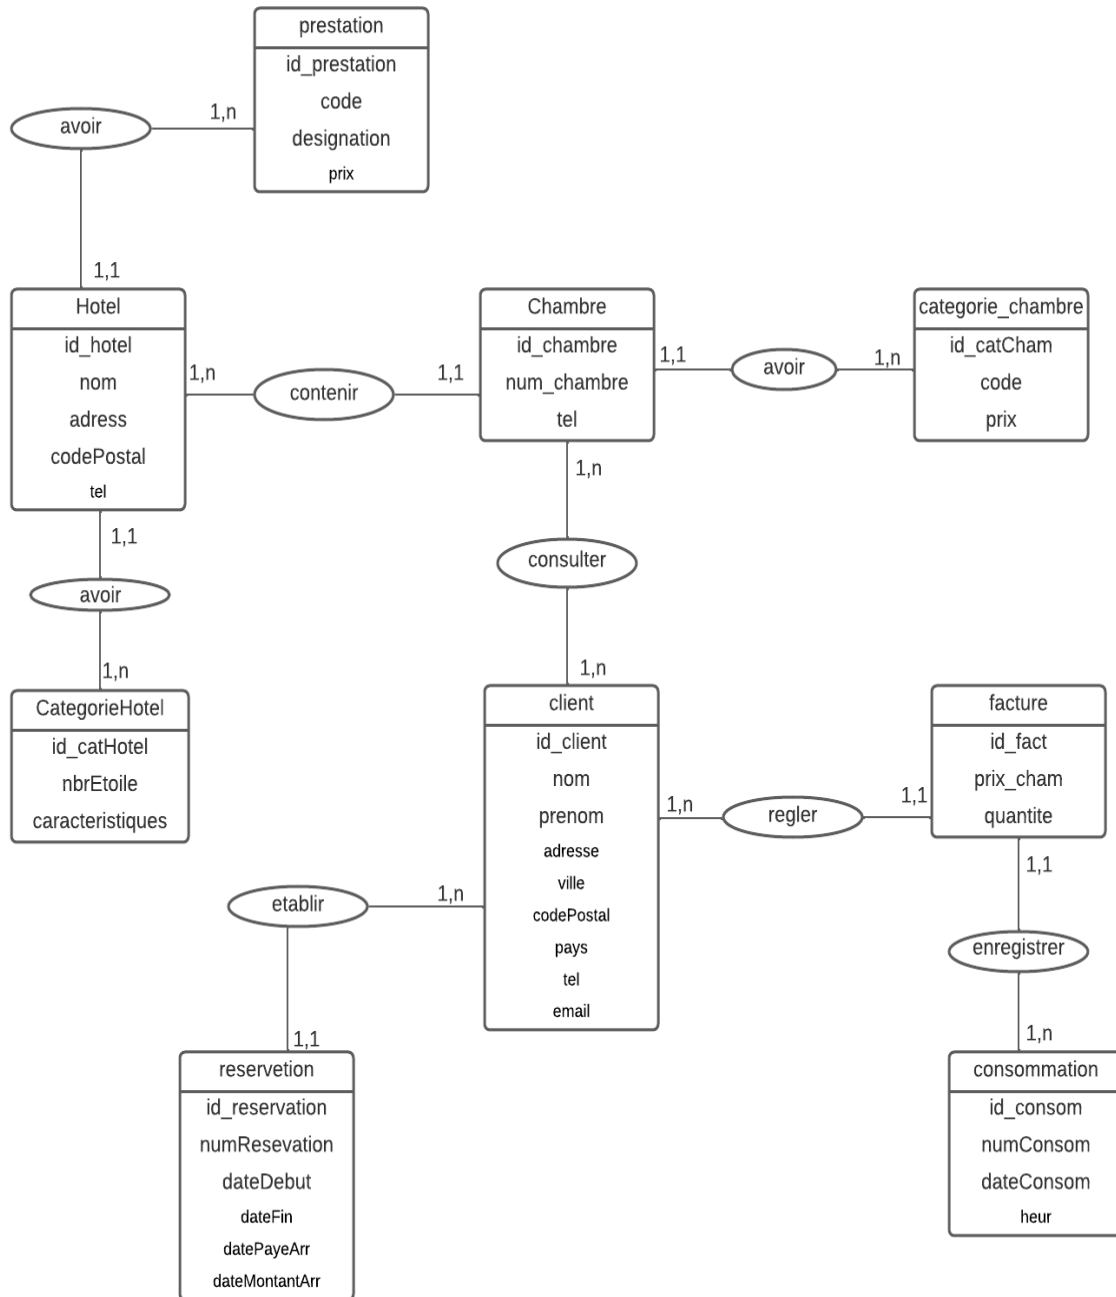 prestation
id_prestation
code
designation
prix
avoir
1,n
1,1
Hotel
id_hotel
nom
adress
codePostal
tel
1,n
contenir
1,1
Chambre
id_chambre
num_chambre
tel
1,1
avoir
1,n
categorie_chambre
id_catCham
code
prix
1,1
avoir
1,n
CategorieHotel
id_catHotel
nbrEtoile
caracteristiques
1,n
consulter
1,n
client
id_client
nom
prenom
adresse
ville
codePostal
pays
tel
email
1,n
regler
1,1
facture
id_fact
prix_cham
quantite
1,1
enregistrer
1,n
consommation
id_consom
numConsom
dateConsom
heur
etablir
1,n
1,1
reservetion
id_reservation
numResevation
dateDebut
dateFin
datePayeArr
dateMontantArr